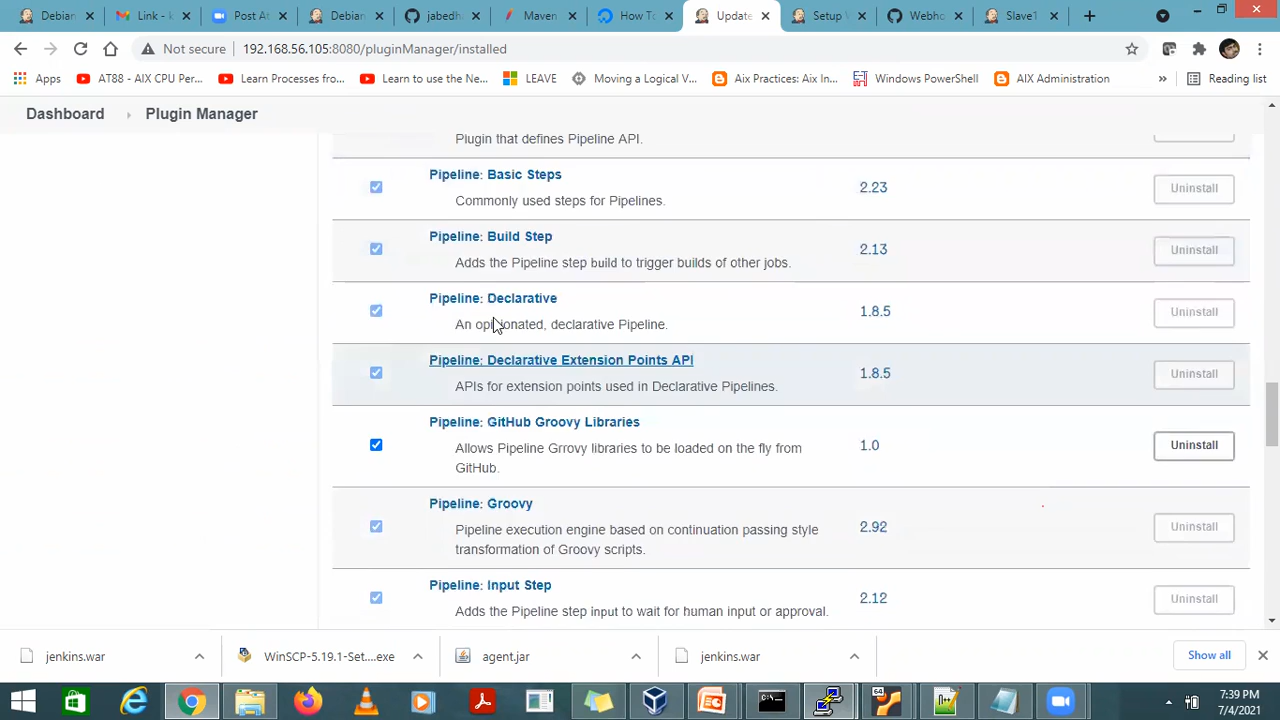 Debian
Link - k
Post At
Debian
jabedha
Maven
How To
Update
Setup W
Webho
Slave1
Not secure 192.168.56.105:8080/pluginManager/installed
Apps AT88 - AIX CPU Per... Learn Processes fro... Learn to use the Ne... LEAVE Moving a Logical V... Aix Practices: Aix In... Windows PowerShell AIX Administration » Reading list
Dashboard Plugin Manager
Plugin that defines Pipeline API.
Pipeline: Basic Steps
Commonly used steps for Pipelines.
2.23
Uninstall
Pipeline: Build Step
Adds the Pipeline step build to trigger builds of other jobs.
2.13
Uninstall
Pipeline: Declarative
An opinionated, declarative Pipeline.
1.8.5
Uninstall
Pipeline: Declarative Extension Points API
APIs for extension points used in Declarative Pipelines.
1.8.5
Uninstall
Pipeline: GitHub Groovy Libraries
Allows Pipeline Grrovy libraries to be loaded on the fly from
GitHub.
1.0
Uninstall
Pipeline: Groovy
Pipeline execution engine based on continuation passing style
transformation of Groovy scripts.
2.92
Uninstall
Pipeline: Input Step
Adds the Pipeline step input to wait for human input or approval.
2.12
Uninstall
jenkins.war
WinSCP-5.19.1-Set....exe
agent.jar
jenkins.war
Show all
64
7:39 PM
7/4/2021